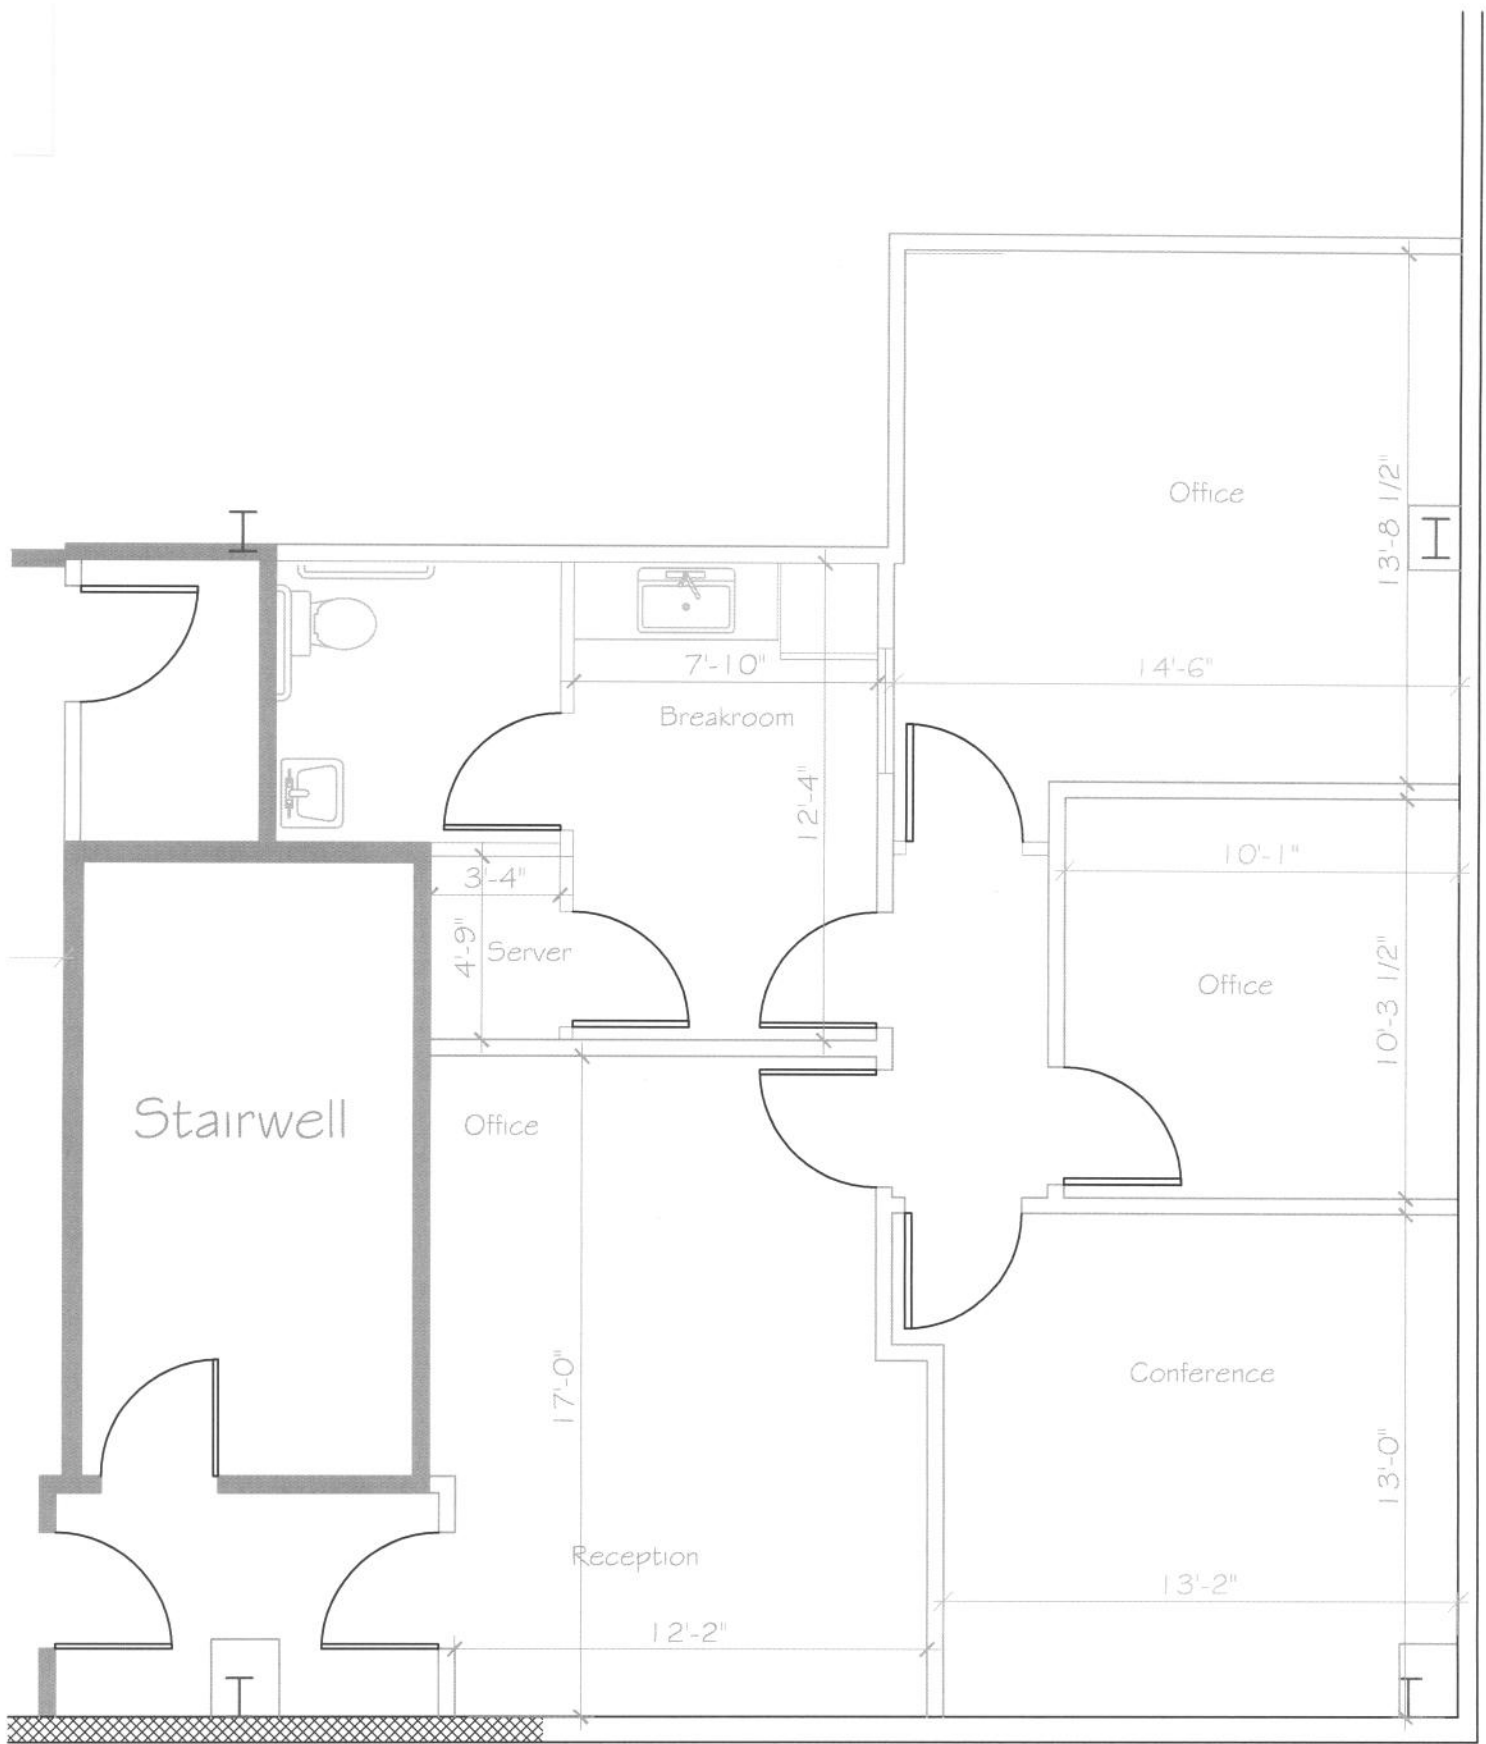 Office
13'-8 1/2"
7'-10"
14'-6"
Breakroom
12'-4"
10'-1"
3'-4"
4'-9"
Server
Office
10'-3 1/2"
Stairwell
Office
Conference
17'-0"
13'-0"
Reception
13'-2"
12'-2"